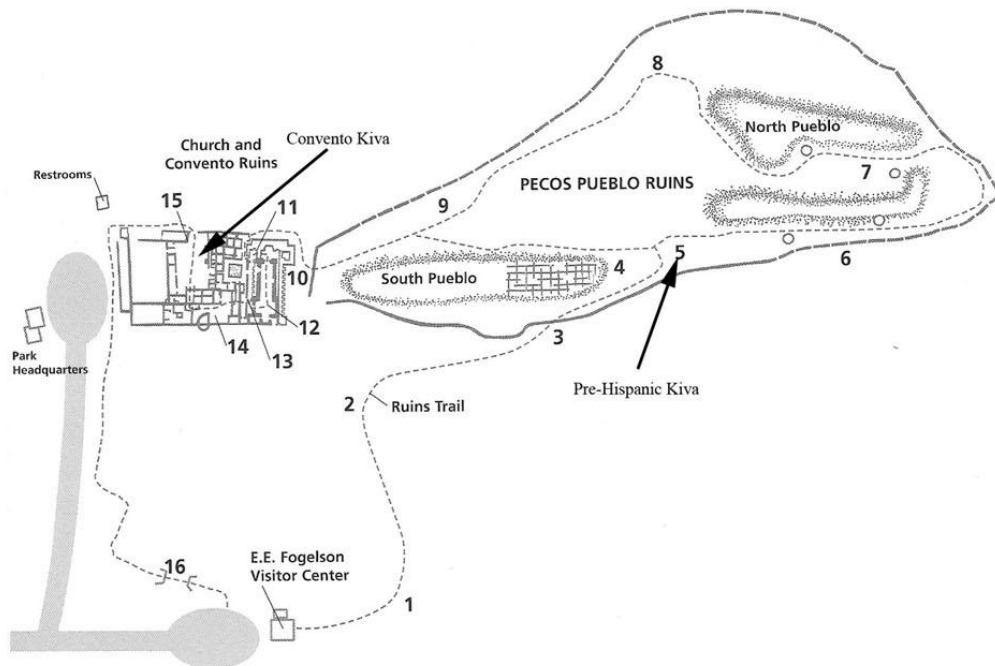 8
North Pueblo
Church and
Convento Ruins
Convento Kiva
Restrooms
PECOS PUEBLO RUINS
7
15
11
9
10
South Pueblo
4
5
6
12
14
13
3
Park
Headquarters
Pre-Hispanic Kiva
2
Ruins Trail
16
E.E. Fogelson
Visitor Center
1